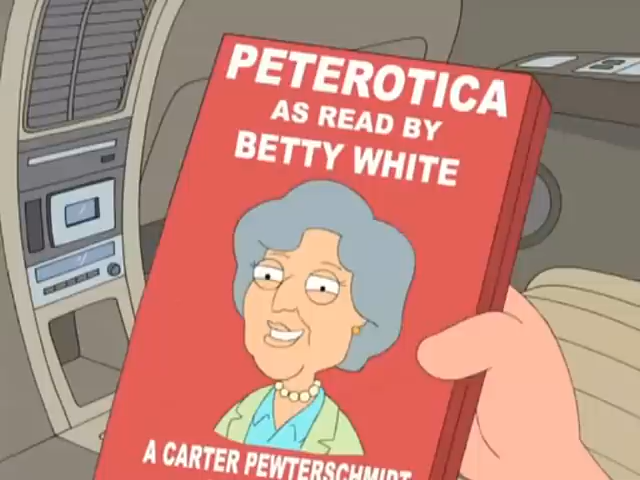 PETEROTICA
AS READ BY
BETTY WHITE
A CARTER PEWTERSCHMIDT